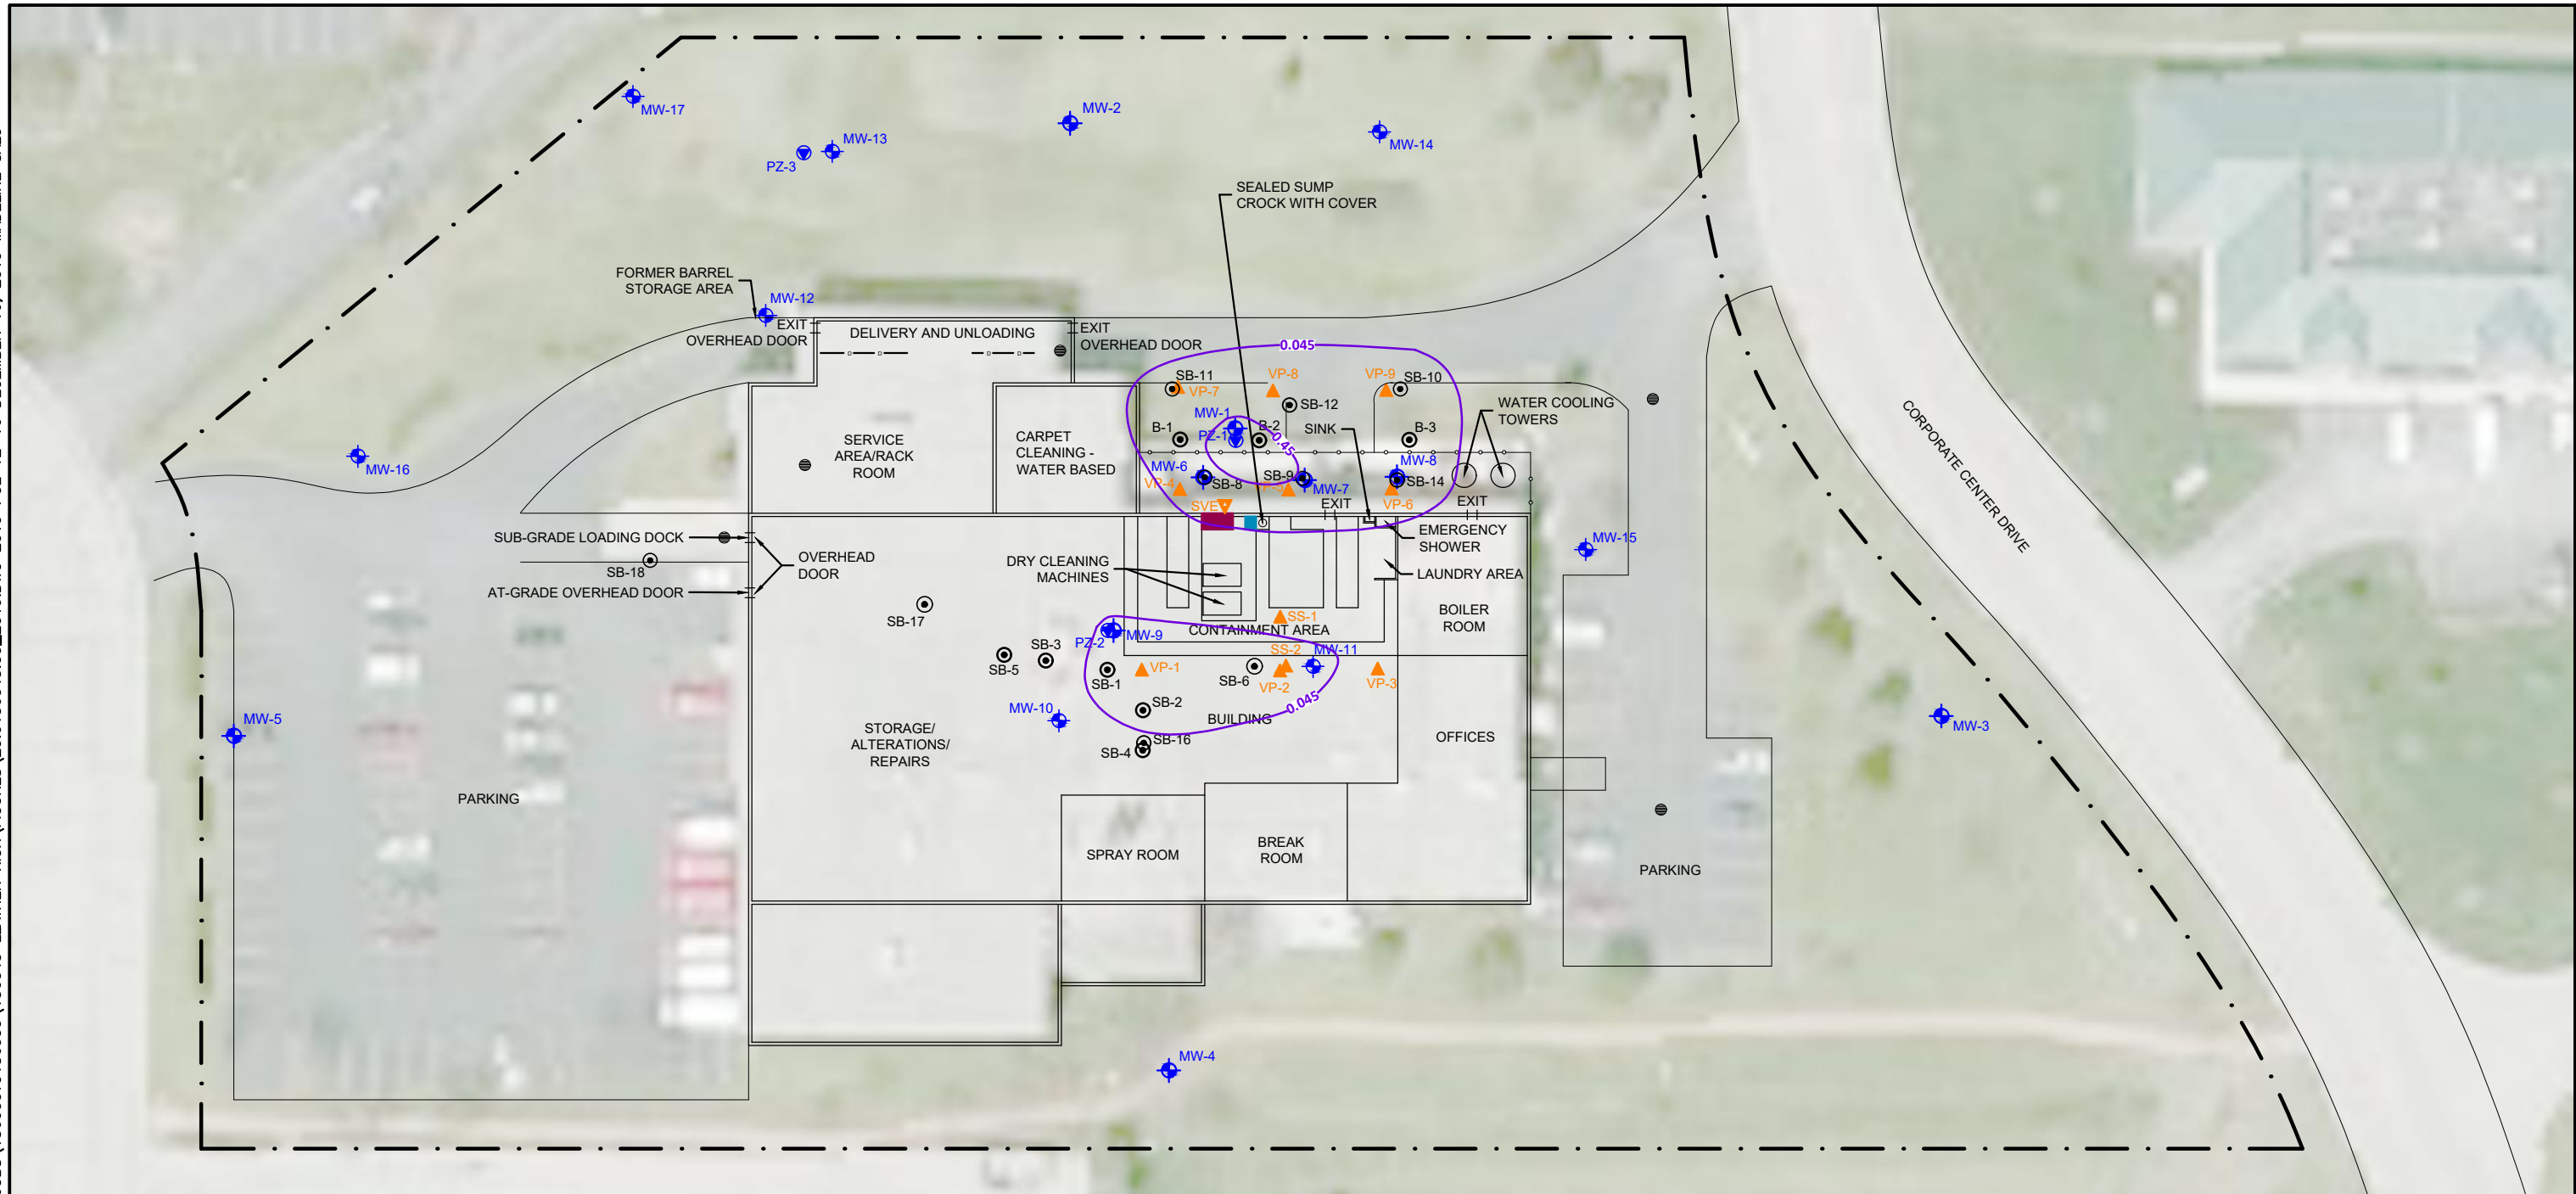 MW-17
MW-2
MW-13
MW-14
PZ-3
SEALED SUMP
CROCK WITH COVER
FORMER BARREL
STORAGE AREA
MW-12
EXIT
OVERHEAD DOOR
DELIVERY AND UNLOADING
EXIT
OVERHEAD DOOR
0.045
SB-11
VP-7
VP-8
VP-9
SB-10
SB-12
WATER COOLING
TOWERS
MW-1
B-1
PZ-1
B-2
0.45
SINK
B-3
SERVICE
AREA/RACK
ROOM
CARPET
CLEANING -
WATER BASED
CORPORATE CENTER DRIVE
MW-16
MW-6
SB-8
SB-9
MW-7
MW-8
SB-14
VP-4
VP-6
SVE
EXIT
EXIT
SUB-GRADE LOADING DOCK
SB-18
OVERHEAD
DOOR
AT-GRADE OVERHEAD DOOR
DRY CLEANING
MACHINES
EMERGENCY
SHOWER
LAUNDRY AREA
MW-15
SB-17
SS-1
CONTAINMENT AREA
BOILER
ROOM
PZ-2
MW-9
SB-3
SB-5
SB-1
VP-1
SB-6
SS-2
VP-2
MW-11
VP-3
0.045
MW-10
SB-2
BUILDING
MW-5
MW-3
STORAGE/
ALTERATIONS/
REPAIRS
SB-16
SB-4
OFFICES
PARKING
SPRAY ROOM
BREAK
ROOM
PARKING
MW-4